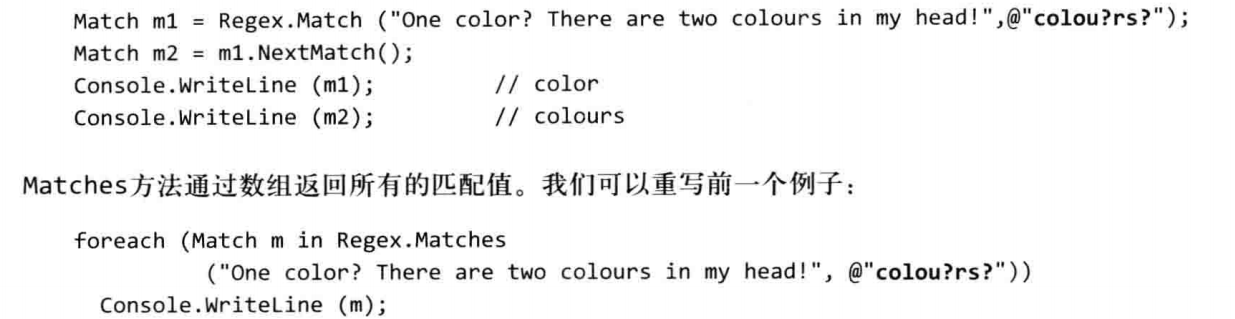 Match m1 = Regex.Match ("One color? There are two colours in my head!",@"colou?rs?");
Match m2 = m1.NextMatch();
Console.WriteLine (m1);         // color
Console.WriteLine (m2);         // colours
Matches方法通过数组返回所有的匹配值。我们可以重写前一个例子：
foreach (Match m in Regex.Matches
          ("One color? There are two colours in my head!", @"colou?rs?"))
  Console.WriteLine (m);